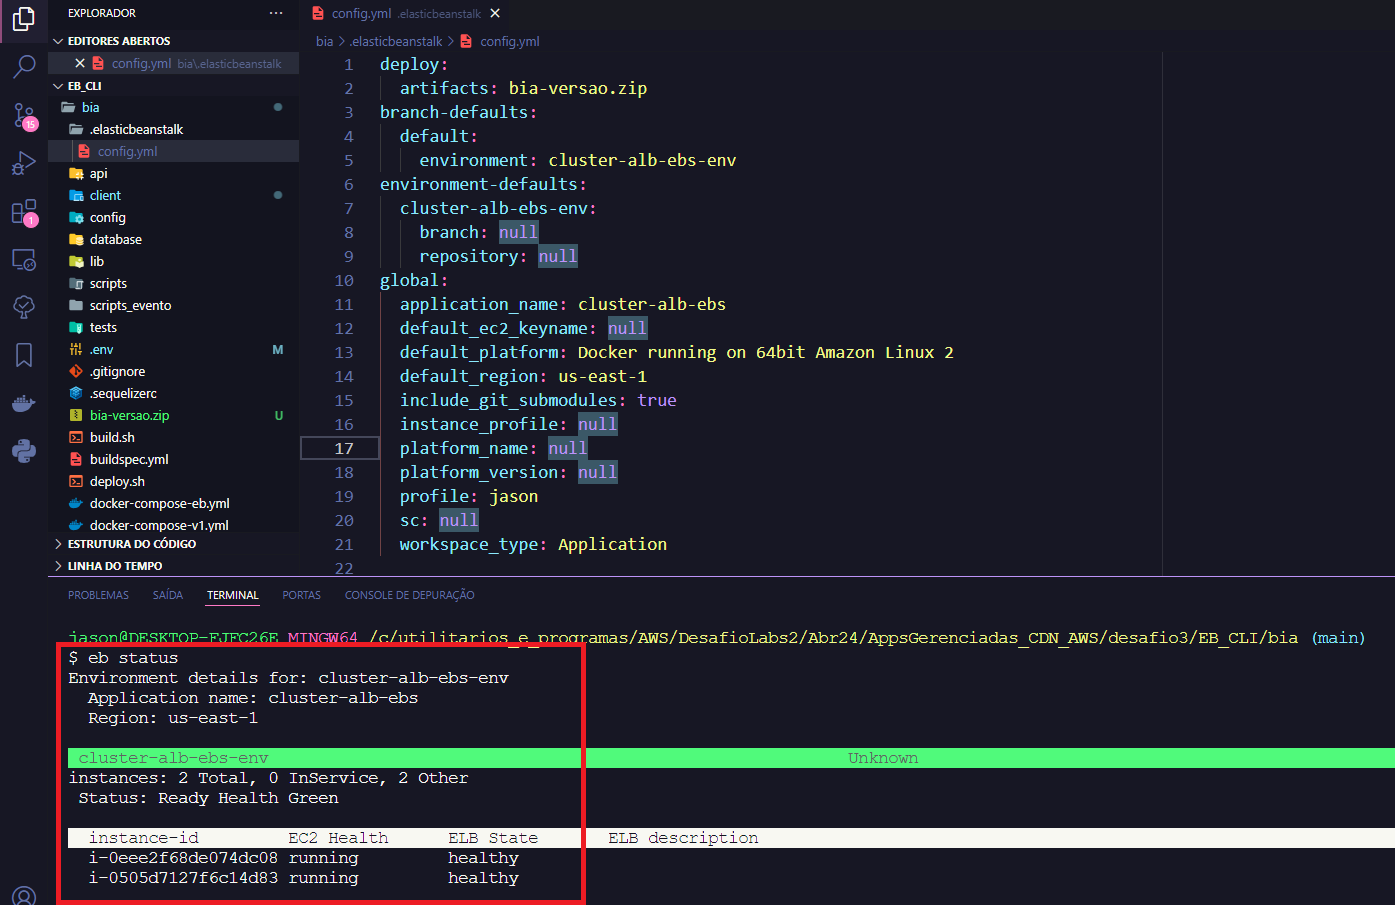 EXPLORADOR
···
EDITORES ABERTOS
config.yml bia\.elasticbeanstalk
EB_CLI
bia
.elasticbeanstalk
config.yml
api
client
config
database
lib
scripts
scripts_evento
tests
.env M
.gitignore
.sequelizerc
bia-versao.zip U
build.sh
buildspec.yml
deploy.sh
docker-compose-eb.yml
docker-compose-v1.yml
ESTRUTURA DO CÓDIGO
LINHA DO TEMPO
15
1
config.yml .elasticbeanstalk
bia > .elasticbeanstalk > config.yml
1 deploy:
2 artifacts: bia-versao.zip
3 branch-defaults:
4 default:
5 environment: cluster-alb-ebs-env
6 environment-defaults:
7 cluster-alb-ebs-env:
8 branch: null
9 repository: null
10 global:
11 application_name: cluster-alb-ebs
12 default_ec2_keyname: null
13 default_platform: Docker running on 64bit Amazon Linux 2
14 default_region: us-east-1
15 include_git_submodules: true
16 instance_profile: null
17 platform_name: null
18 platform_version: null
19 profile: jason
20 sc: null
21 workspace_type: Application
22
PROBLEMAS SAÍDA TERMINAL PORTAS CONSOLE DE DEPURAÇÃO
jason@DESKTOP-FJFC26E MINGW64 /c/utilitarios_e_programas/AWS/DesafioLabs2/Abr24/AppsGerenciadas_CDN_AWS/desafio3/EB_CLI/bia (main)
$ eb status
Environment details for: cluster-alb-ebs-env
Application name: cluster-alb-ebs
Region: us-east-1
cluster-alb-ebs-env Unknown
instances: 2 Total, 0 InService, 2 Other
Status: Ready Health Green
instance-id EC2 Health ELB State ELB description
i-0eee2f68de074dc08 running healthy
i-0505d7127f6c14d83 running healthy